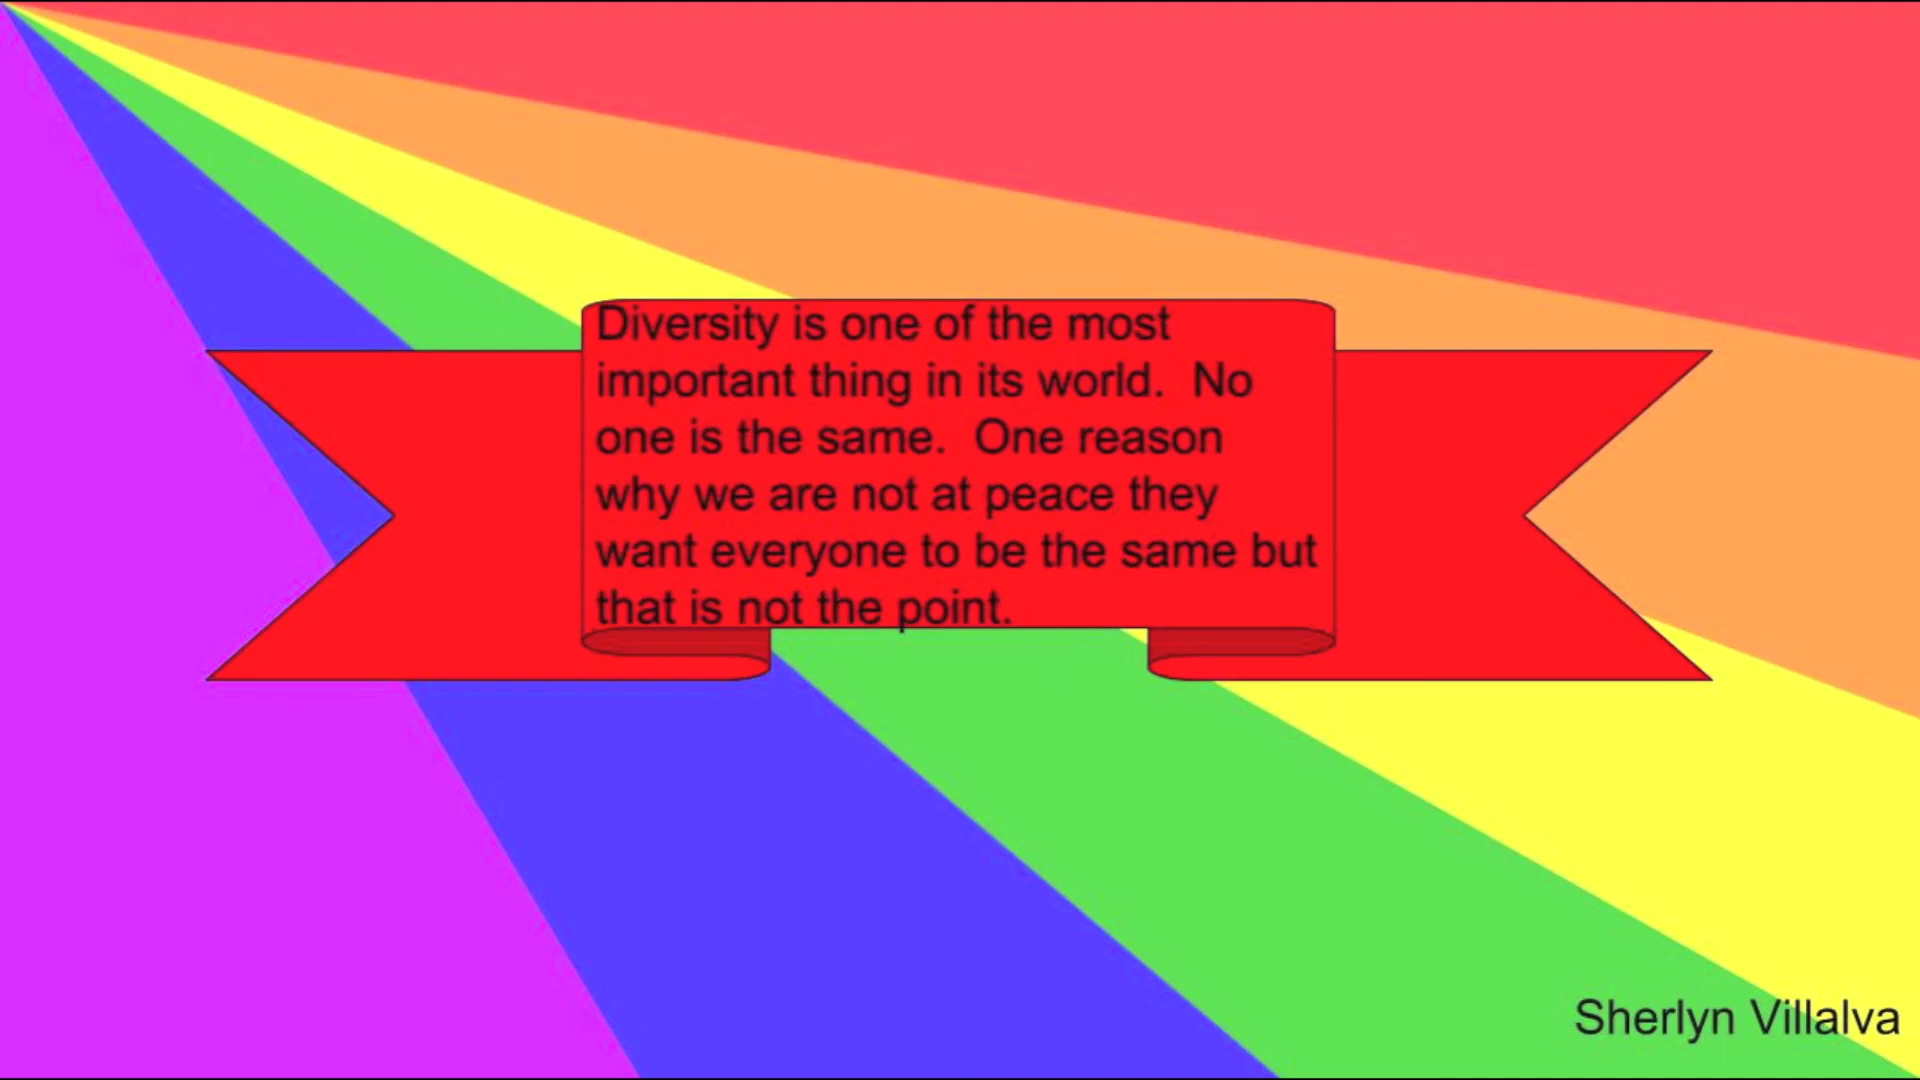 Diversity is one of the most
important thing in its world.  No
one is the same.  One reason
why we are not at peace they
want everyone to be the same but
that is not the point.
Sherlyn Villalva